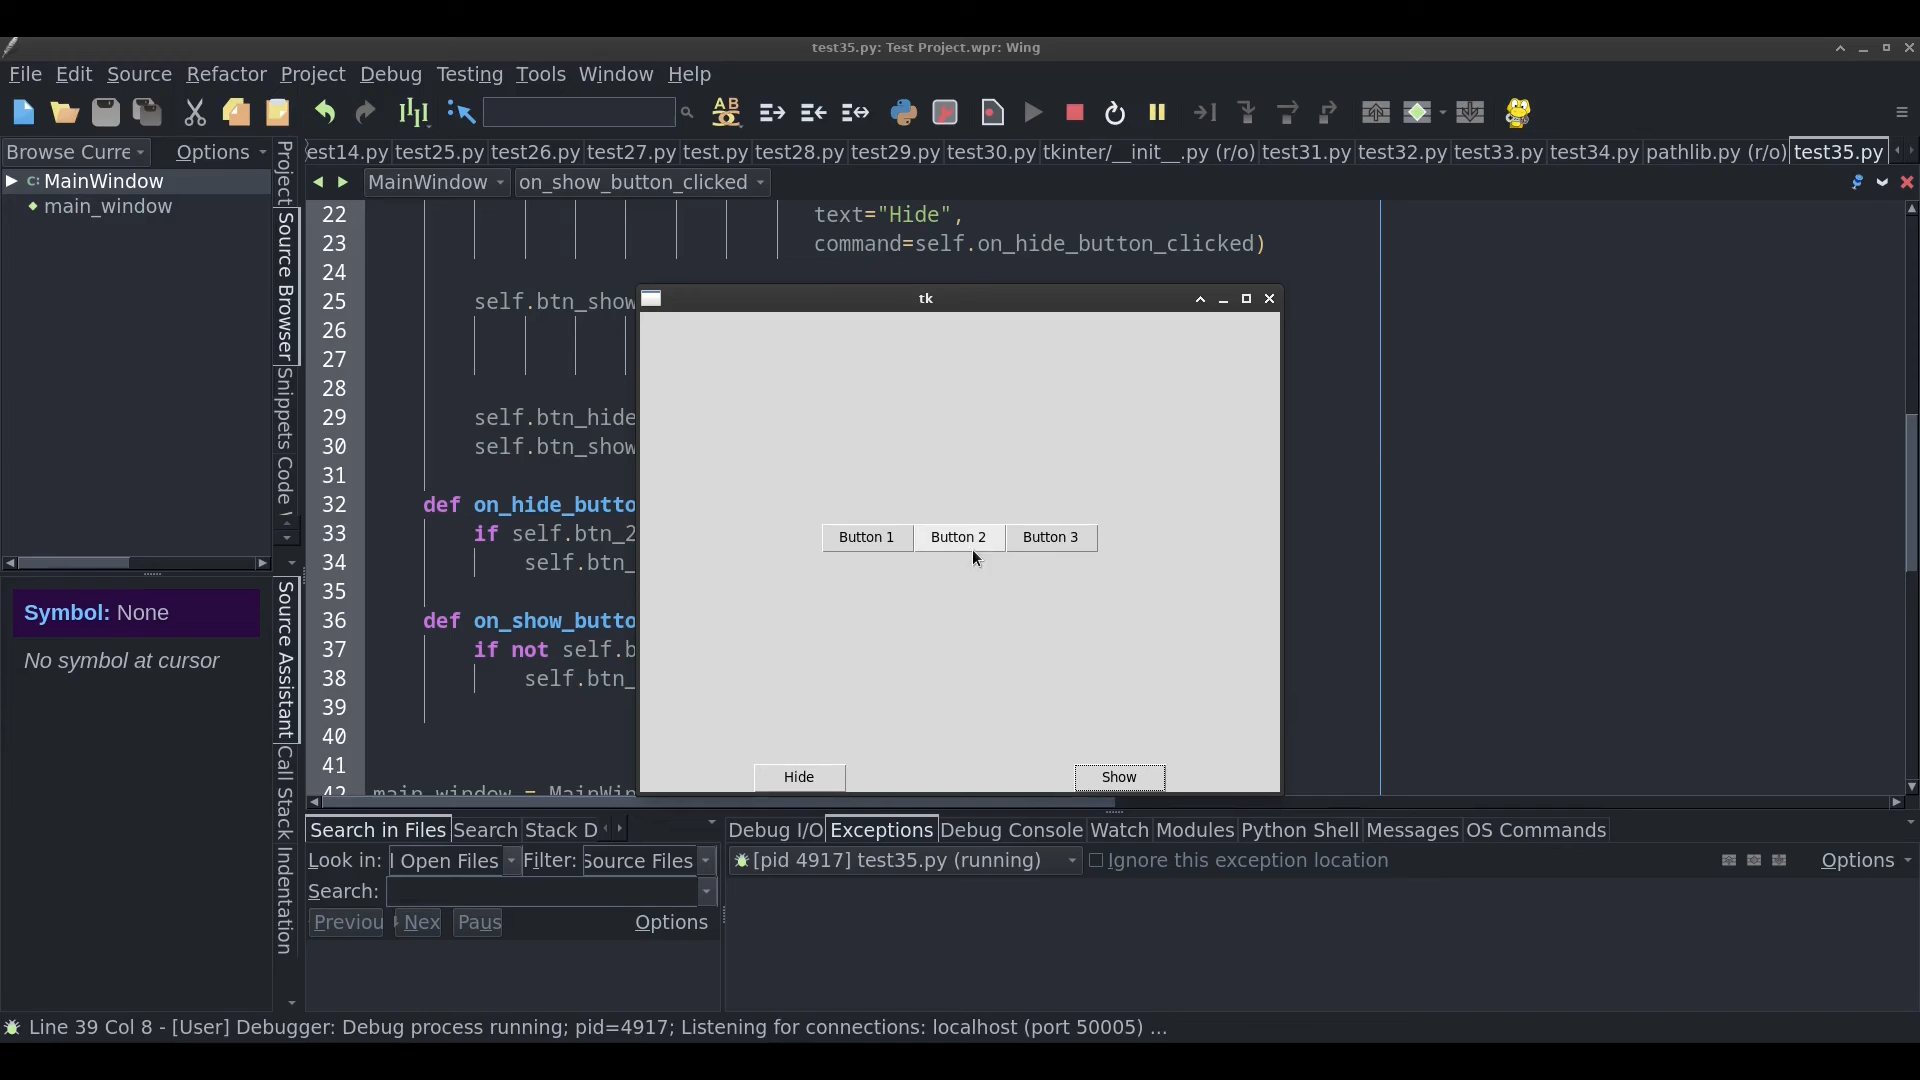 test35.py: Test Project.wpr: Wing
File Edit Source Refactor Project Debug Testing Tools Window Help
Browse Curre Options
est14.py test25.py test26.py test27.py test.py test28.py test29.py test30.py tkinter/__init__.py (r/o) test31.py test32.py test33.py test34.py pathlib.py (r/o) test35.py
MainWindow on_show_button_clicked
C: MainWindow
main_window
Project
Source Browser
Snippets
Code
22 text="Hide",
23 command=self.on_hide_button_clicked)
24
25 self.btn_show
26
27
28
29 self.btn_hide
30 self.btn_show
31
32 def on_hide_butto
33 if self.btn_2
34 self.btn_
35
36 def on_show_butto
37 if not self.b
38 self.btn_
39
40
41
42 main_window = MainWin
tk
Button 1 Button 2 Button 3
Hide Show
Symbol: None
No symbol at cursor
Source Assistant
Call Stack
Indentation
Search in Files Search Stack D
Look in: l Open Files Filter: Source Files
Search:
Previou Nex Paus Options
Debug I/O Exceptions Debug Console Watch Modules Python Shell Messages OS Commands
[pid 4917] test35.py (running) Ignore this exception location Options
Line 39 Col 8 - [User] Debugger: Debug process running; pid=4917; Listening for connections: localhost (port 50005) ...